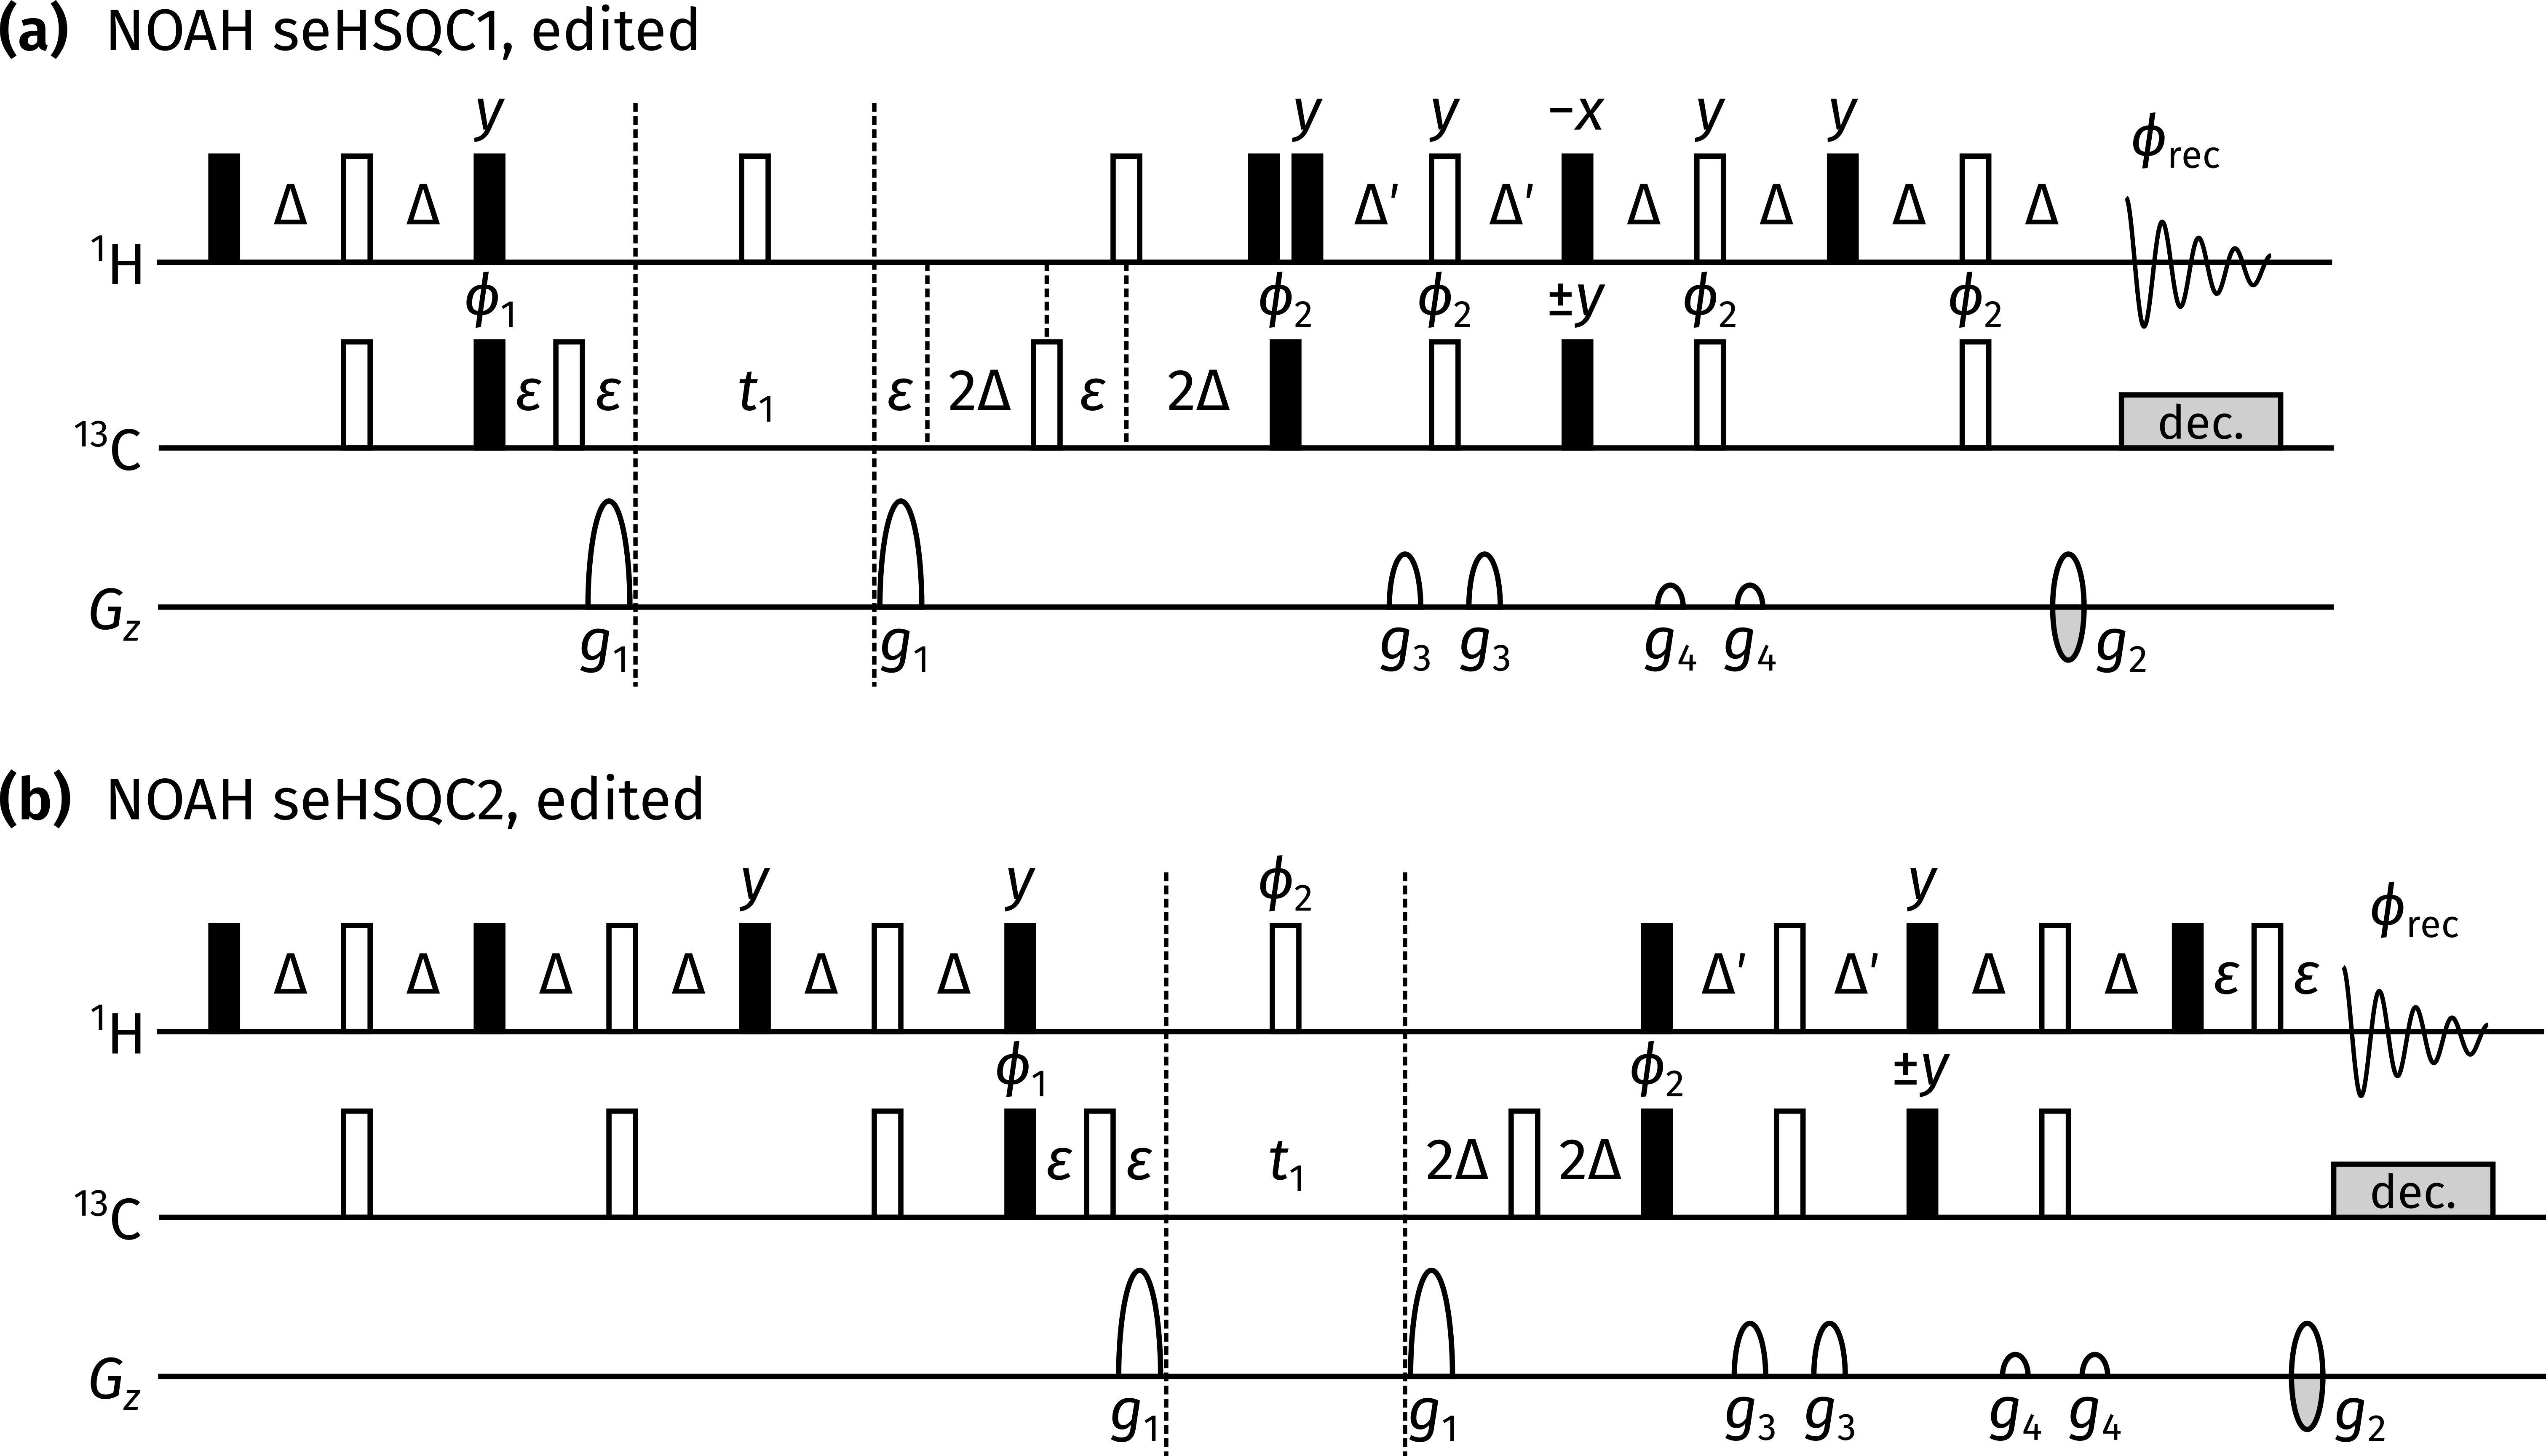 (a) NOAH seHSQC1, edited
y y y −x y y ϕrec
Δ Δ Δ′ Δ′ Δ Δ Δ Δ
¹H
ϕ₁ ϕ₂ ϕ₂ ±y ϕ₂ ϕ₂
ε ε t₁ ε 2Δ ε 2Δ dec.
¹³C
Gz
g₁ g₁ g₃ g₃ g₄ g₄ g₂
(b) NOAH seHSQC2, edited
y y ϕ₂ y ϕrec
Δ Δ Δ Δ Δ Δ Δ′ Δ′ Δ Δ ε ε
¹H
ϕ₁ ϕ₂ ±y
ε ε t₁ 2Δ 2Δ dec.
¹³C
Gz
g₁ g₁ g₃ g₃ g₄ g₄ g₂